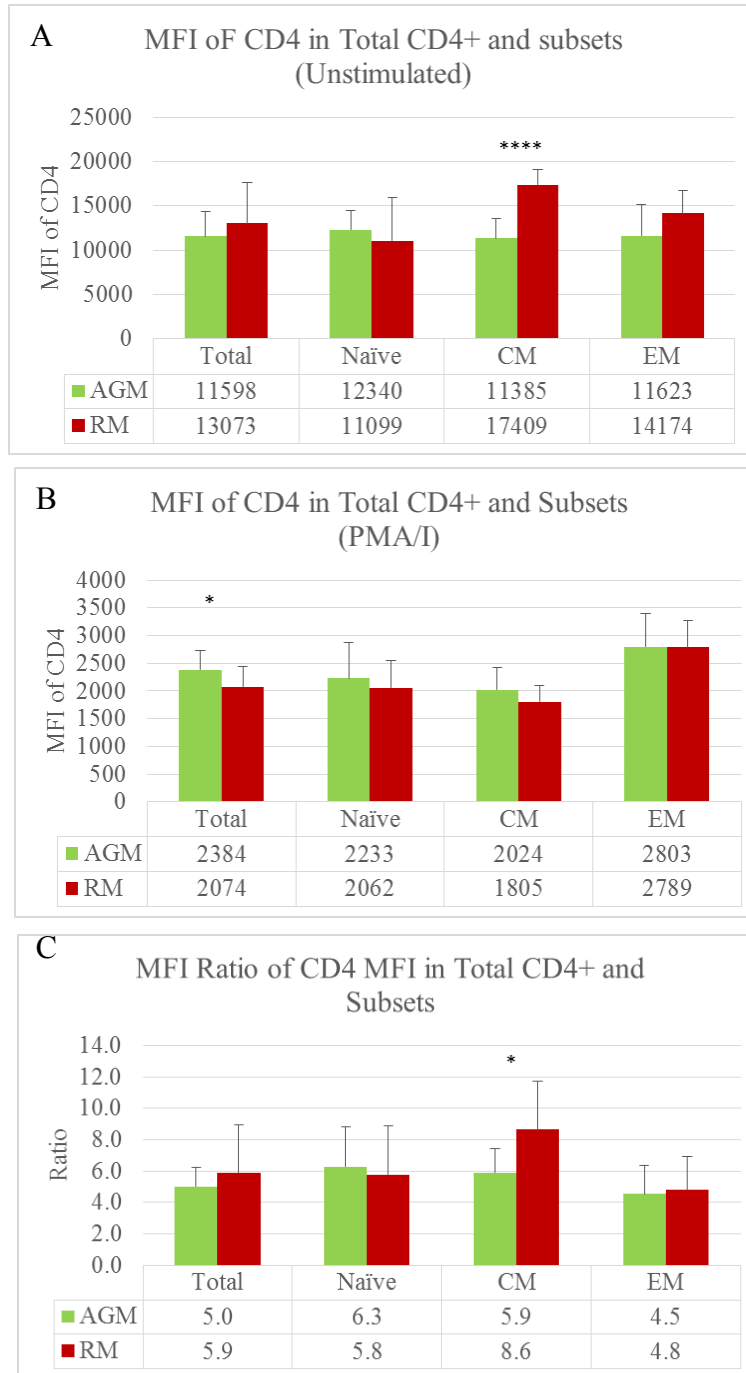 A
MFI oF CD4 in Total CD4+ and subsets
(Unstimulated)
25000
20000
15000
10000
5000
0
MFI of CD4
****
Total Naïve CM EM
AGM 11598 12340 11385 11623
RM 13073 11099 17409 14174
B
MFI of CD4 in Total CD4+ and Subsets
(PMA/I)
4000
3500
3000
2500
2000
1500
1000
500
0
MFI of CD4
*
Total Naïve CM EM
AGM 2384 2233 2024 2803
RM 2074 2062 1805 2789
C
MFI Ratio of CD4 MFI in Total CD4+ and
Subsets
14.0
12.0
10.0
8.0
6.0
4.0
2.0
0.0
Ratio
*
Total Naïve CM EM
AGM 5.0 6.3 5.9 4.5
RM 5.9 5.8 8.6 4.8